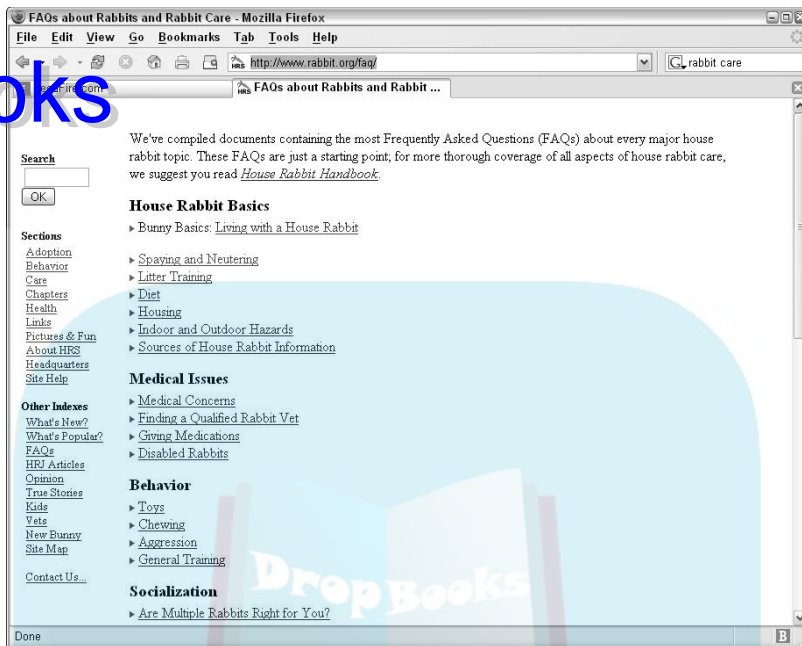 FAQs about Rabbits and Rabbit Care - Mozilla Firefox
File Edit View Go Bookmarks Tab Tools Help
HRS http://www.rabbit.org/faq/ G rabbit care
oks
HRS FAQs about Rabbits and Rabbit ...
We've compiled documents containing the most Frequently Asked Questions (FAQs) about every major house
rabbit topic. These FAQs are just a starting point; for more thorough coverage of all aspects of house rabbit care,
we suggest you read House Rabbit Handbook.
Search
OK
Sections
Adoption
Behavior
Care
Chapters
Health
Links
Pictures & Fun
About HRS
Headquarters
Site Help
Other Indexes
What's New?
What's Popular?
FAQs
HRJ Articles
Opinion
True Stories
Kids
Vets
New Bunny
Site Map
Contact Us...
House Rabbit Basics
Bunny Basics: Living with a House Rabbit
Spaying and Neutering
Litter Training
Diet
Housing
Indoor and Outdoor Hazards
Sources of House Rabbit Information
Medical Issues
Medical Concerns
Finding a Qualified Rabbit Vet
Giving Medications
Disabled Rabbits
Behavior
Toys
Chewing
Aggression
General Training
Socialization
Are Multiple Rabbits Right for You?
DropBooks
Done
B